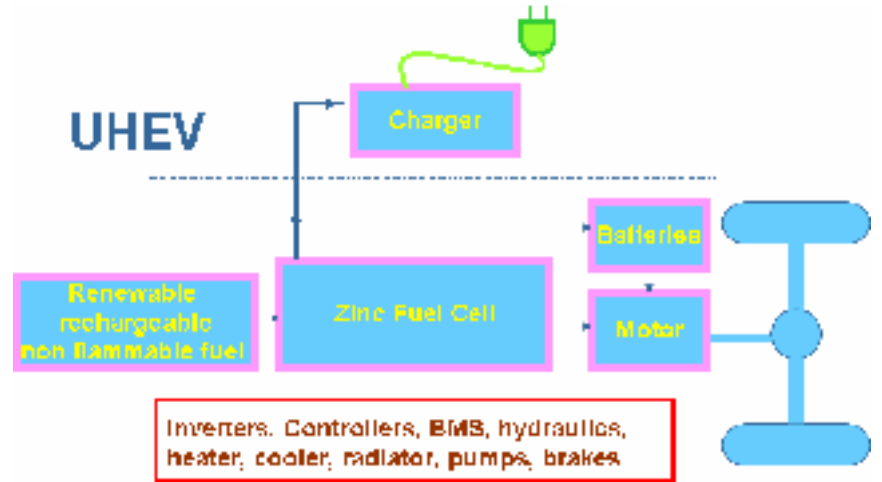 UHEV
Charger
Batteries
Renewable
rechargeable
non flammable fuel
Zinc Fuel Cell
Motor
Inverters. Controllers, BMS, hydraulics,
heater, cooler, radiator, pumps, brakes